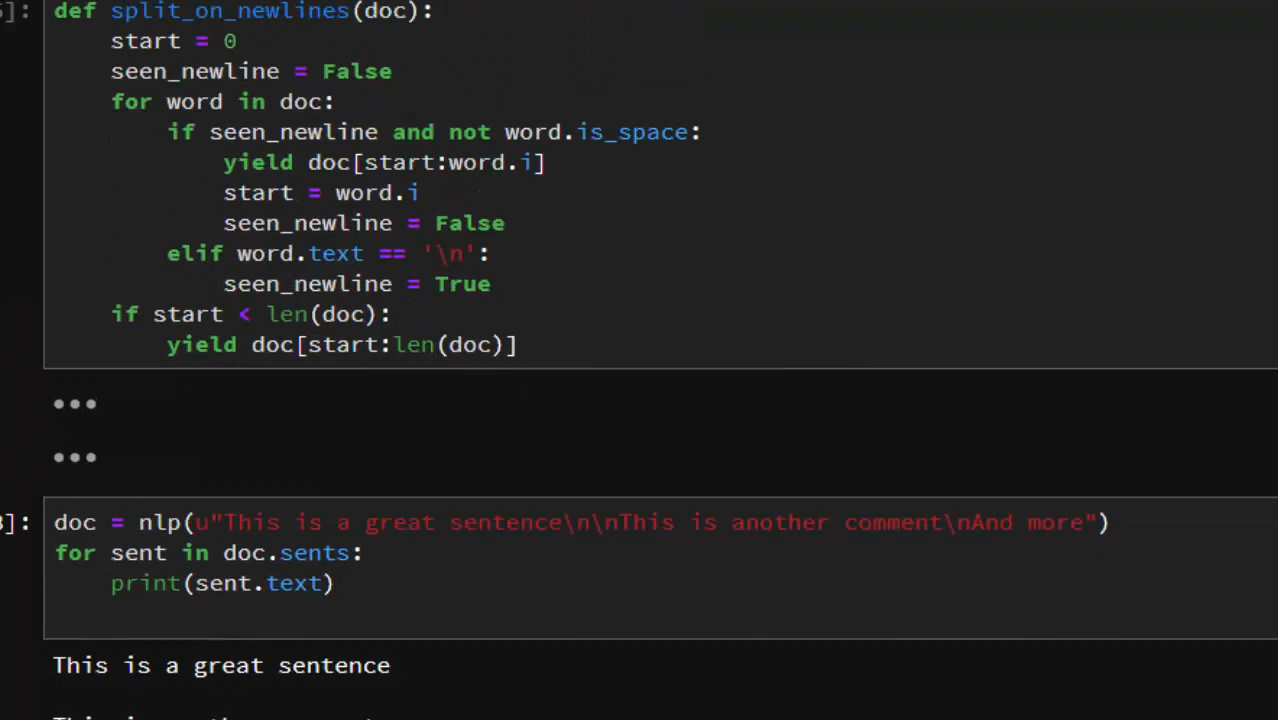 5]: def split_on_newlines(doc):
    start = 0
    seen_newline = False
    for word in doc:
        if seen_newline and not word.is_space:
            yield doc[start:word.i]
            start = word.i
            seen_newline = False
        elif word.text == '\n':
            seen_newline = True
    if start < len(doc):
        yield doc[start:len(doc)]
•••
•••
]: doc = nlp(u"This is a great sentence\n\nThis is another comment\nAnd more")
for sent in doc.sents:
    print(sent.text)
This is a great sentence